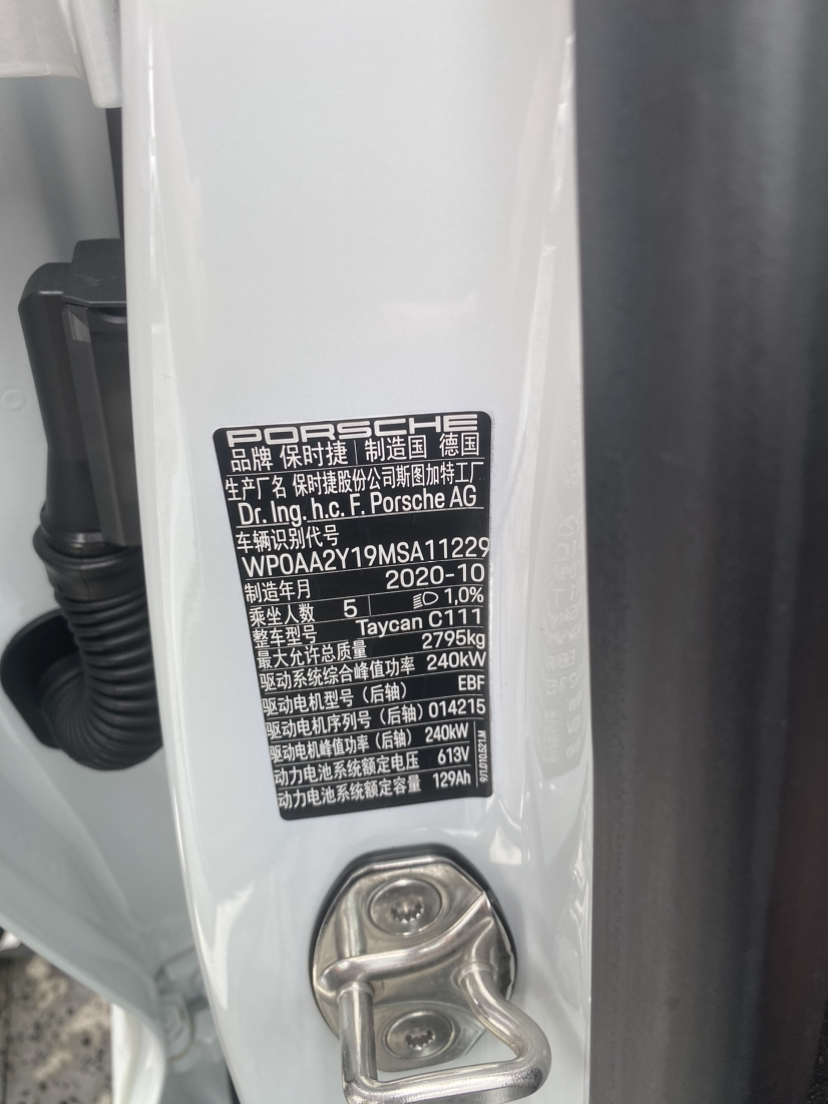 PORSCHE
品牌 保时捷 制造国 德国
生产厂名 保时捷股份公司斯图加特工厂
Dr. Ing. h.c. F. Porsche AG
车辆识别代号
WP0AA2Y19MSA11229
制造年月 2020-10
乘坐人数 5 1,0%
整车型号 Taycan C111
最大允许总质量 2795kg
驱动系统综合峰值功率 240kW
驱动电机型号（后轴） EBF
驱动电机序列号（后轴） 014215
驱动电机峰值功率（后轴） 240kW
动力电池系统额定电压 613V
动力电池系统额定容量 129Ah
9J1.010.521.M